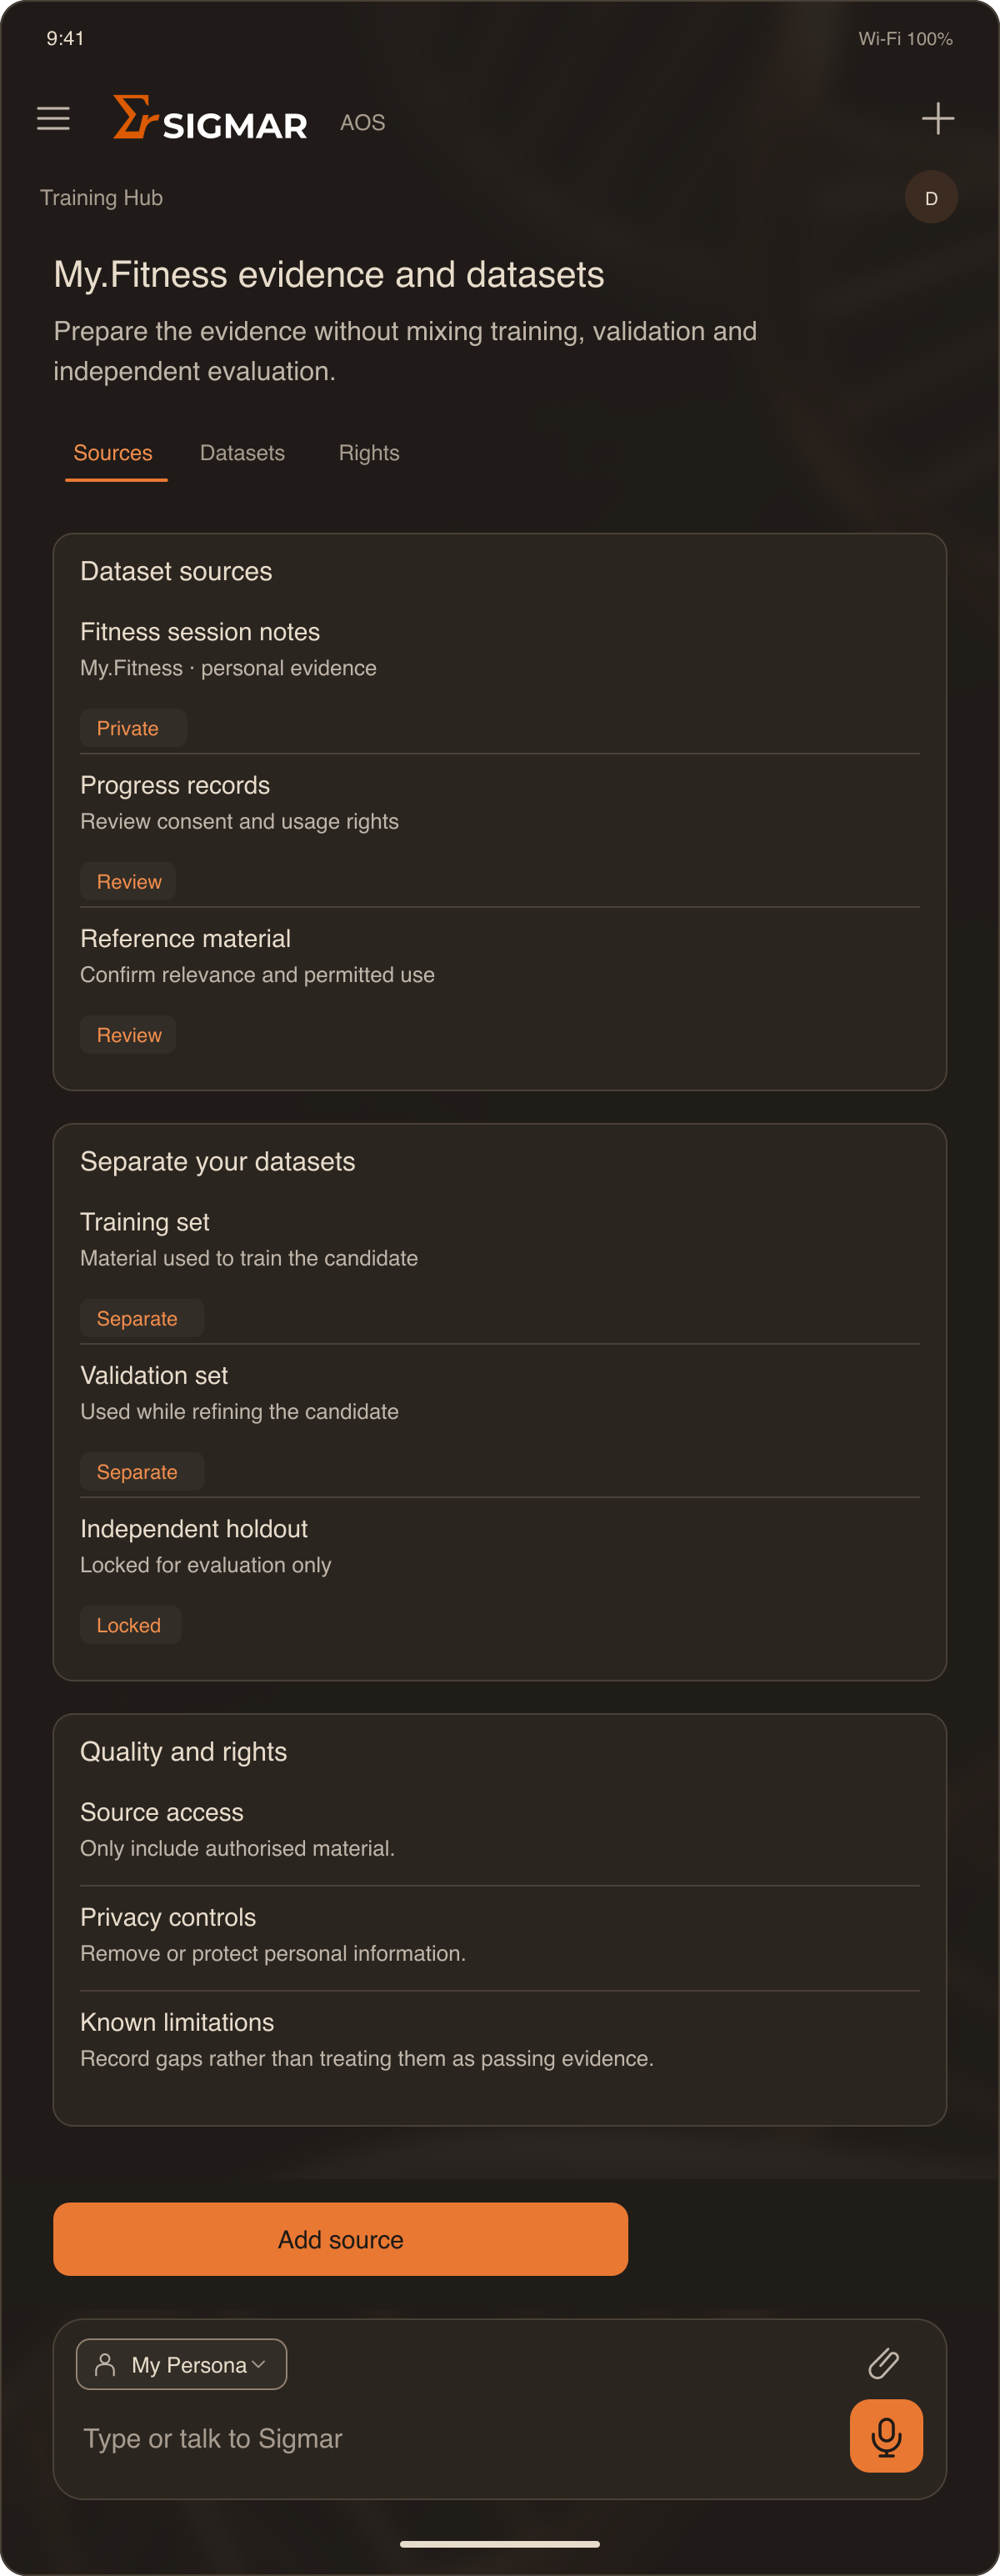 9:41
Wi-Fi 100%
SIGMAR AOS
Training Hub
D
My.Fitness evidence and datasets
Prepare the evidence without mixing training, validation and
independent evaluation.
Sources Datasets Rights
Dataset sources
Fitness session notes
My.Fitness · personal evidence
Private
Progress records
Review consent and usage rights
Review
Reference material
Confirm relevance and permitted use
Review
Separate your datasets
Training set
Material used to train the candidate
Separate
Validation set
Used while refining the candidate
Separate
Independent holdout
Locked for evaluation only
Locked
Quality and rights
Source access
Only include authorised material.
Privacy controls
Remove or protect personal information.
Known limitations
Record gaps rather than treating them as passing evidence.
Add source
My Persona
Type or talk to Sigmar